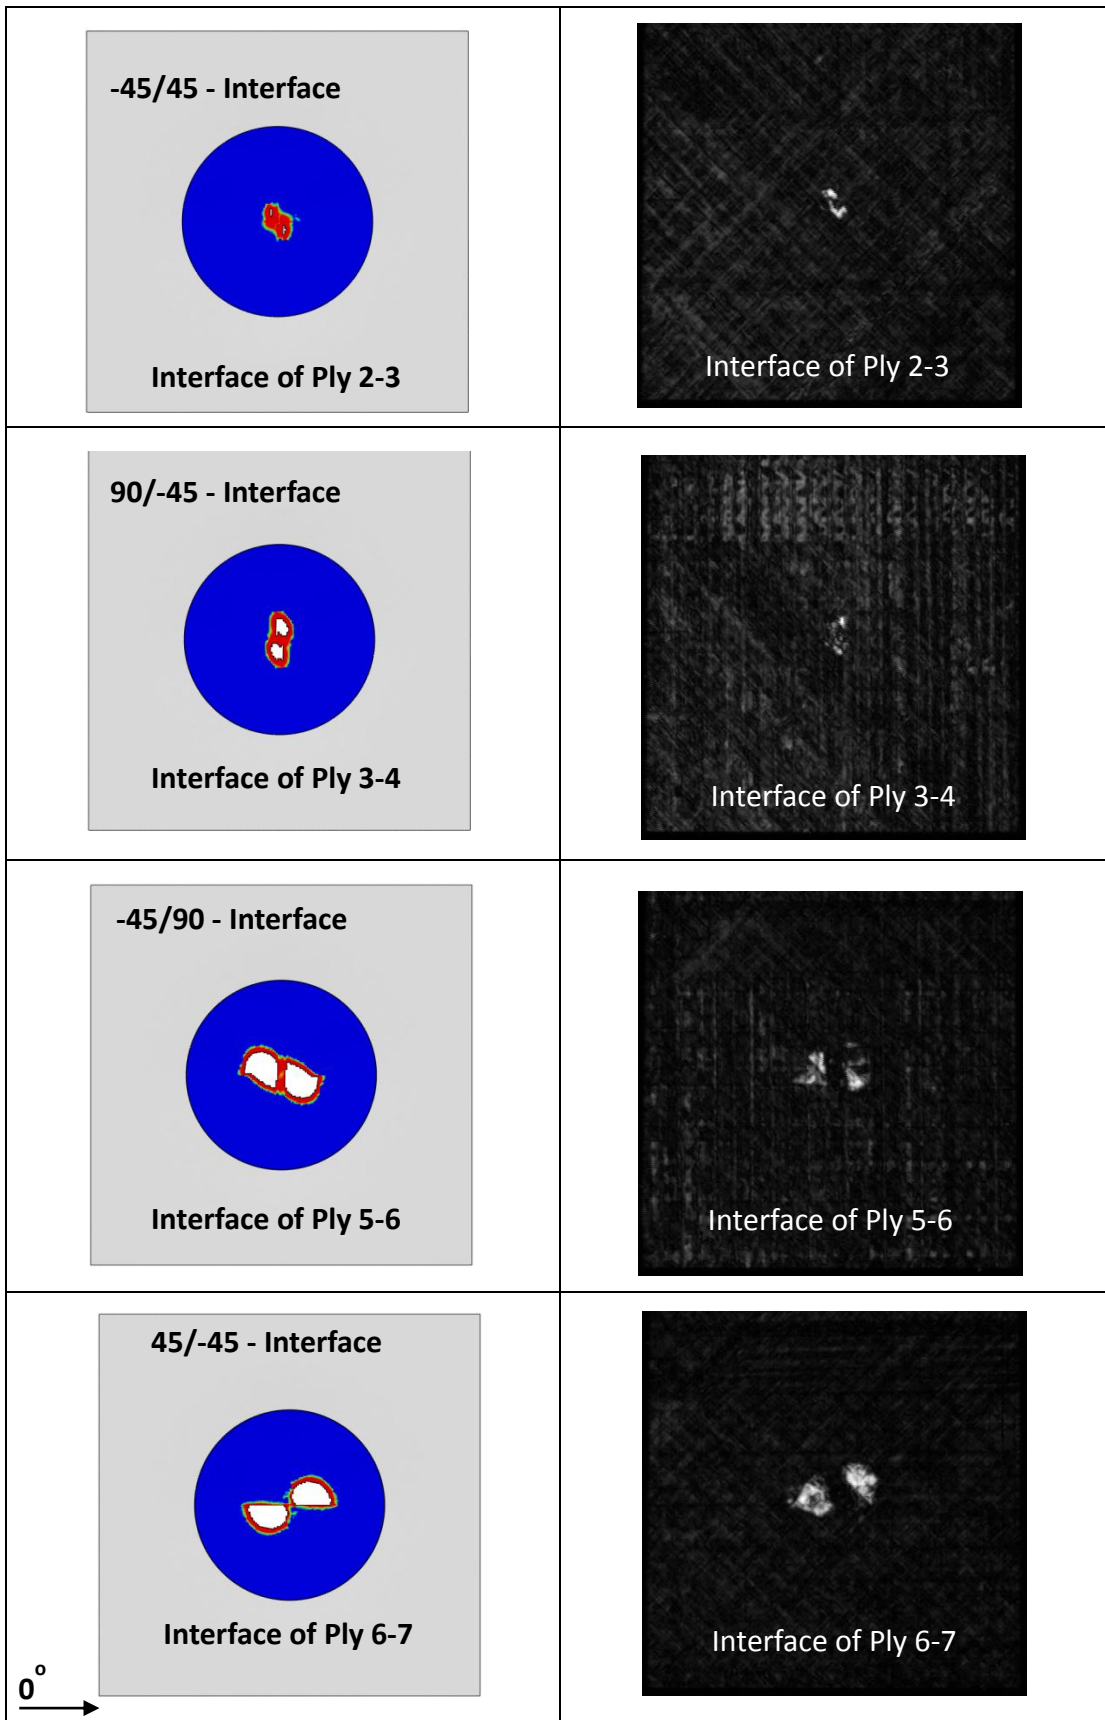 -45/45 - Interface
Interface of Ply 2-3
Interface of Ply 2-3
90/-45 - Interface
Interface of Ply 3-4
Interface of Ply 3-4
-45/90 - Interface
Interface of Ply 5-6
Interface of Ply 5-6
45/-45 - Interface
Interface of Ply 6-7
Interface of Ply 6-7
0°